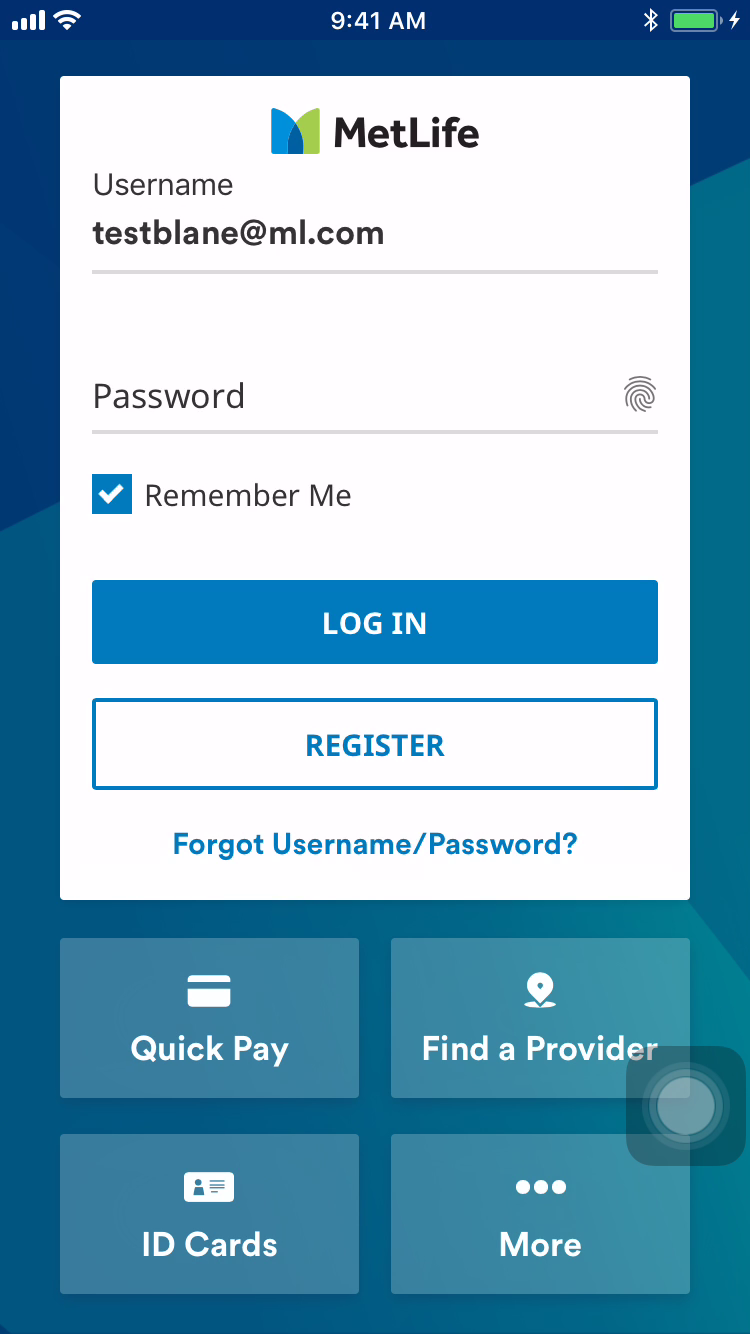 9:41 AM
MetLife
Username
testblane@ml.com
Password
Remember Me
LOG IN
REGISTER
Forgot Username/Password?
Quick Pay
Find a Provider
ID Cards
More